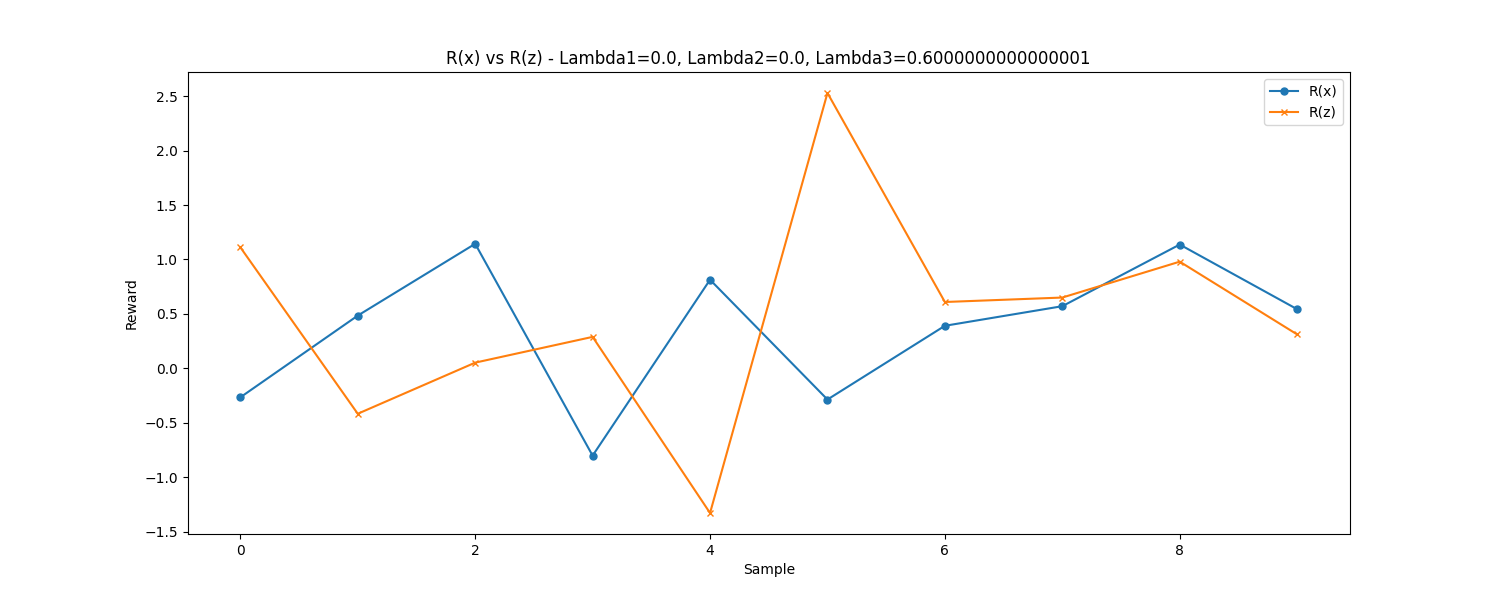 R(x) vs R(z) - Lambda1=0.0, Lambda2=0.0, Lambda3=0.6000000000000001
R(x)
R(z)
2.5
2.0
1.5
1.0
0.5
0.0
−0.5
−1.0
−1.5
Reward
0 2 4 6 8
Sample